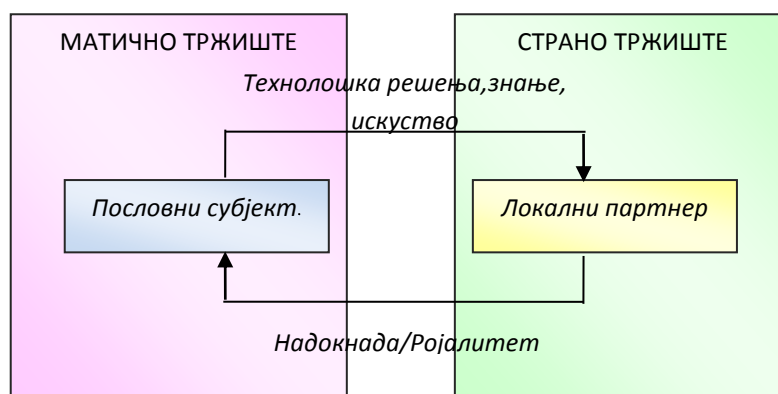 МАТИЧНО ТРЖИШТЕ
СТРАНО ТРЖИШТЕ
Технолошка решења,знање,
искуство
Пословни субјект.
Локални партнер
Надокнада/Ројалитет